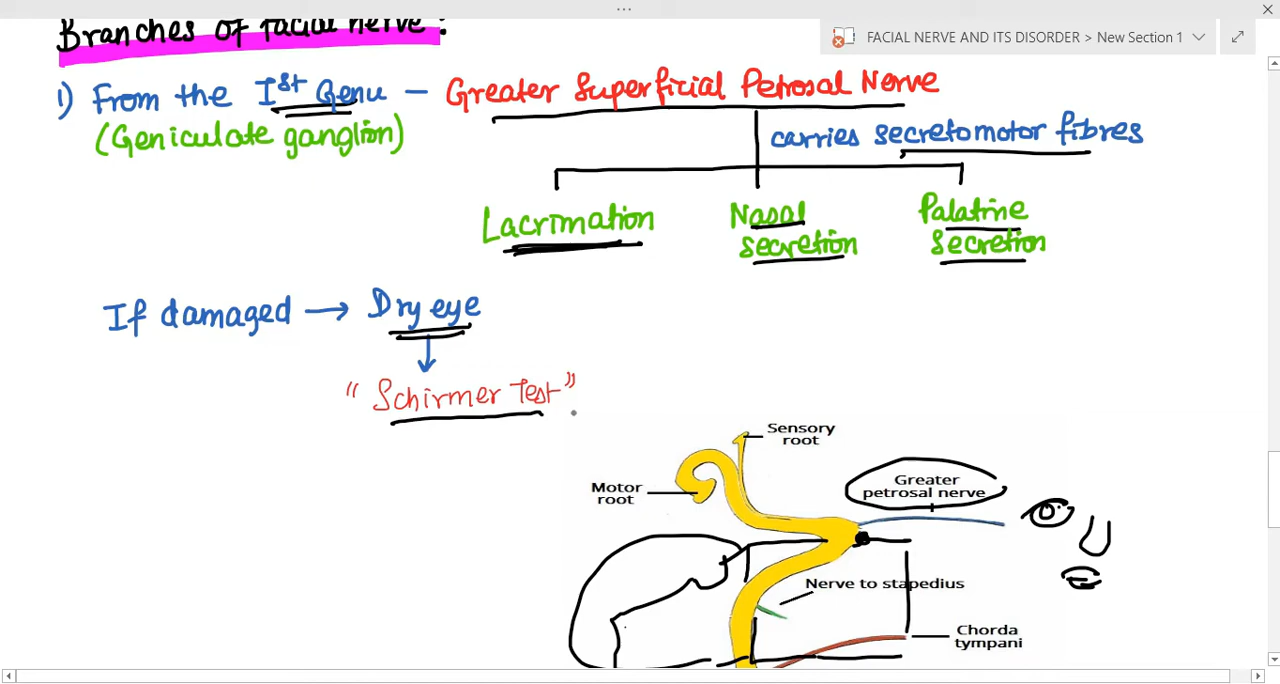 ...
Branches of facial nerve :
FACIAL NERVE AND ITS DISORDER > New Section 1
1) From the Ist Genu – Greater Superficial Petrosal Nerve
(Geniculate ganglion)
carries secretomotor fibres
Lacrimation
Nasal
secretion
Palatine
secretion
If damaged → Dry eye
↓
“ Schirmer Test ”
Sensory
root
Motor
root
Greater
petrosal nerve
Nerve to stapedius
Chorda
tympani